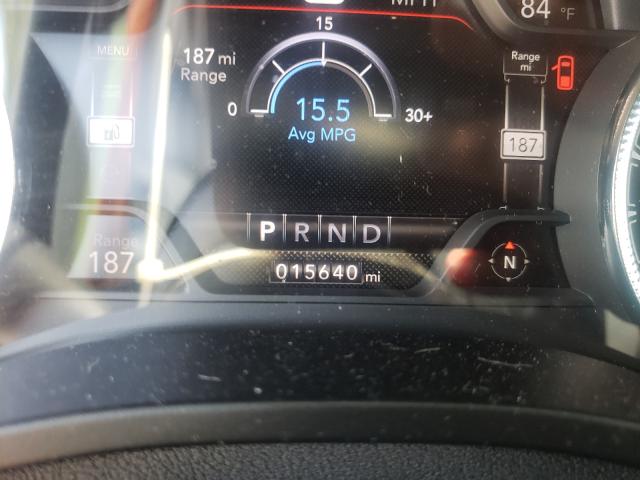 MPH
84 °F
15
MENU
187 mi
Range
Range
mi
0
15.5
30+
Avg MPG
187
P R N D
Range
187
015640 mi
N